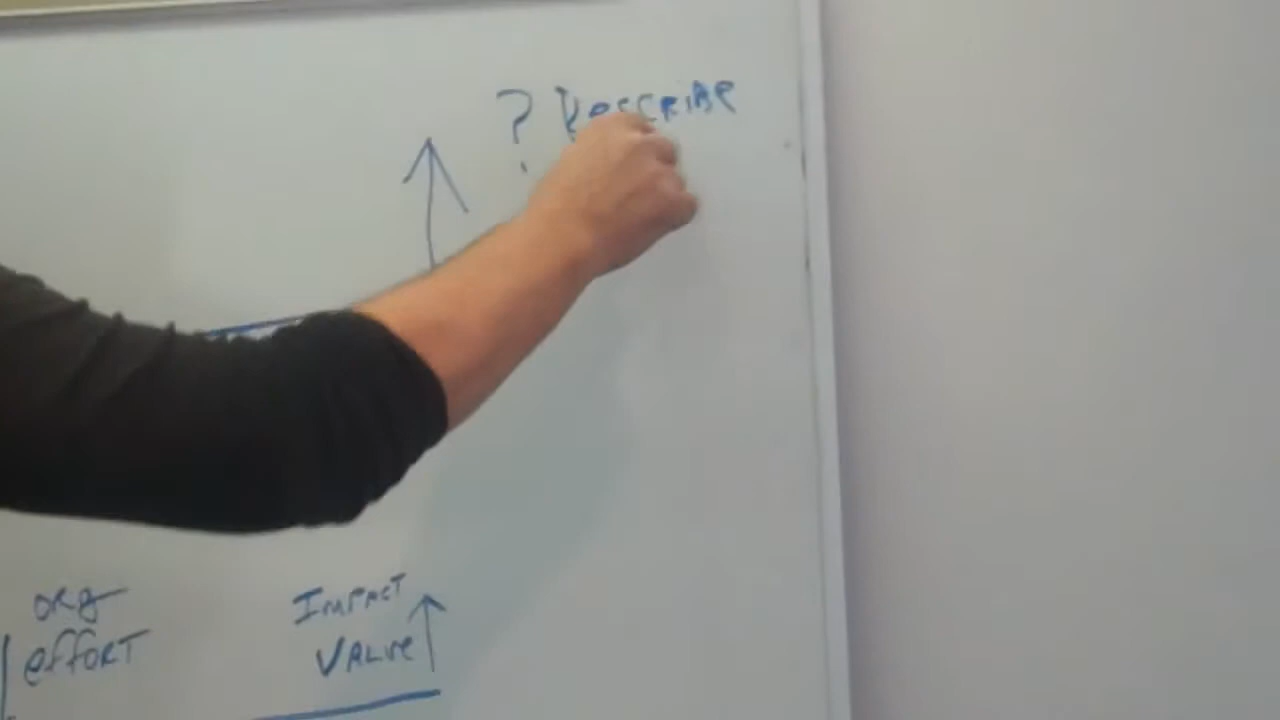 ? Describe
org
effort
Impact
Value